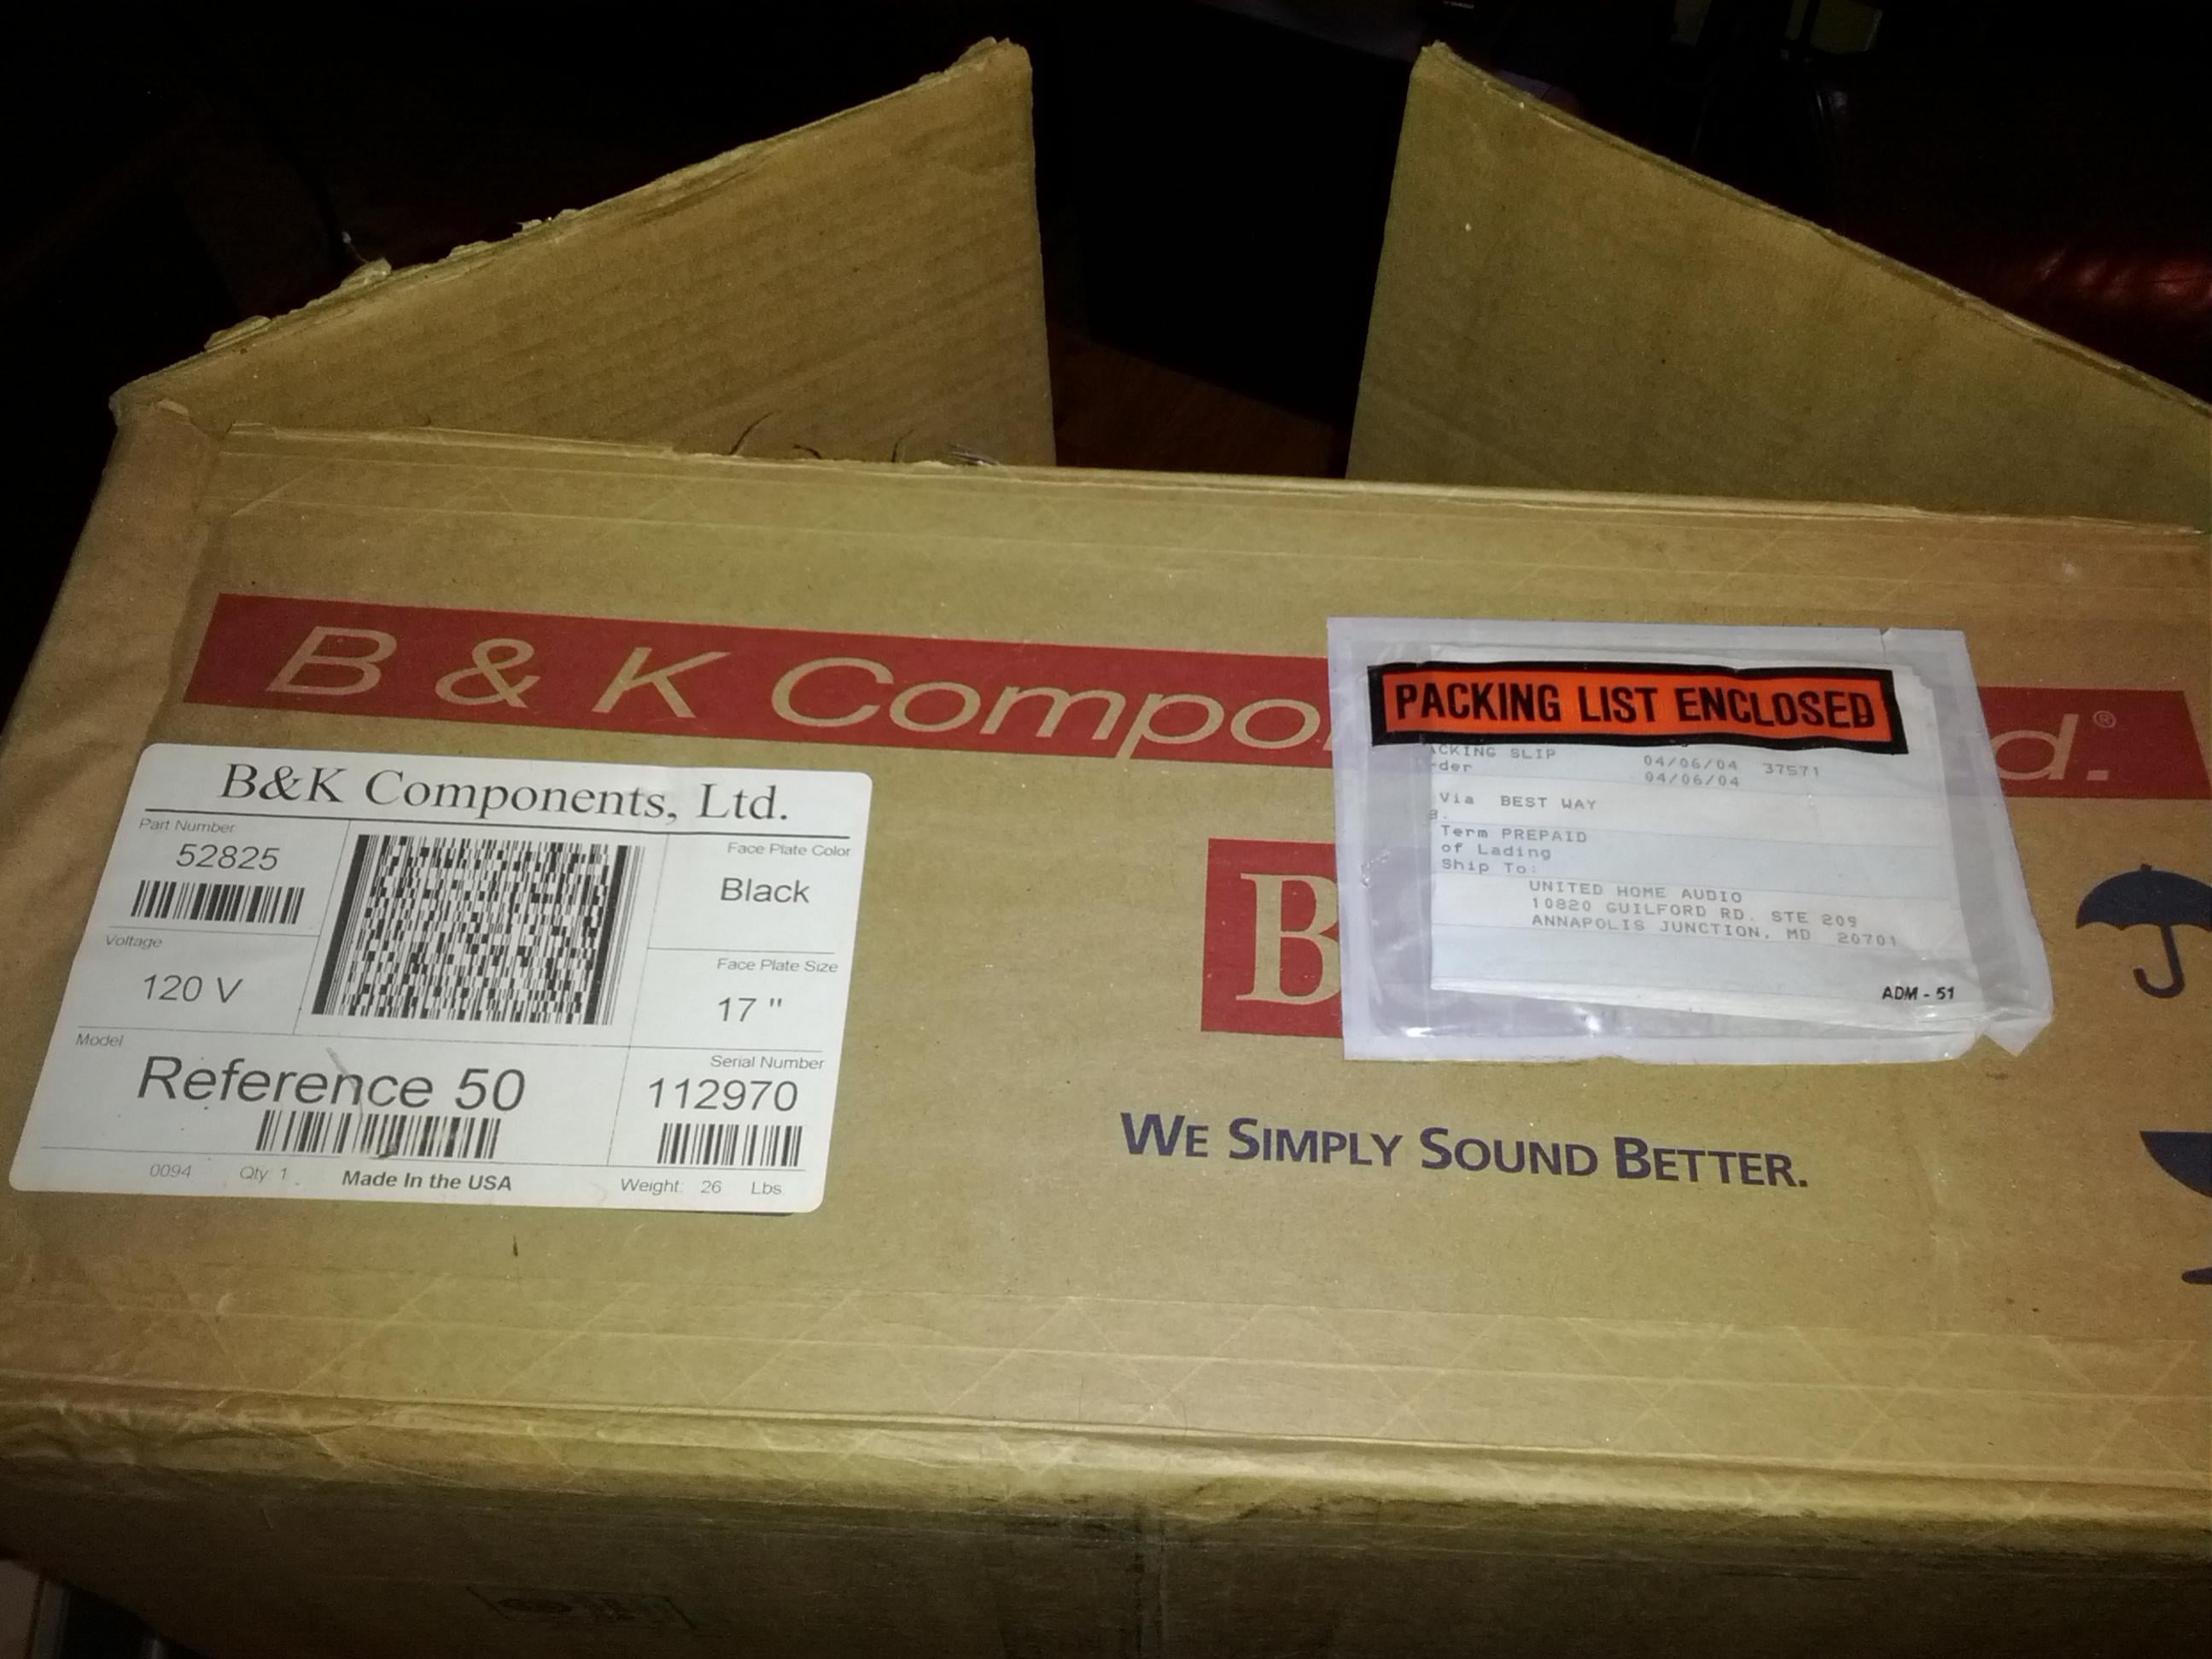 B & K Compo
d.®
PACKING LIST ENCLOSED
ACKING SLIP 04/06/04 37571
rder 04/06/04
Via BEST WAY
Term PREPAID
of Lading
Ship To:
UNITED HOME AUDIO
10820 GUILFORD RD. STE 209
ANNAPOLIS JUNCTION, MD 20701
ADM - 51
B&K Components, Ltd.
Part Number
52825
Face Plate Color
Black
Voltage
120 V
Face Plate Size
17 "
Model
Reference 50
Serial Number
112970
0094 Qty 1 Made In the USA Weight: 26 Lbs
B
WE SIMPLY SOUND BETTER.